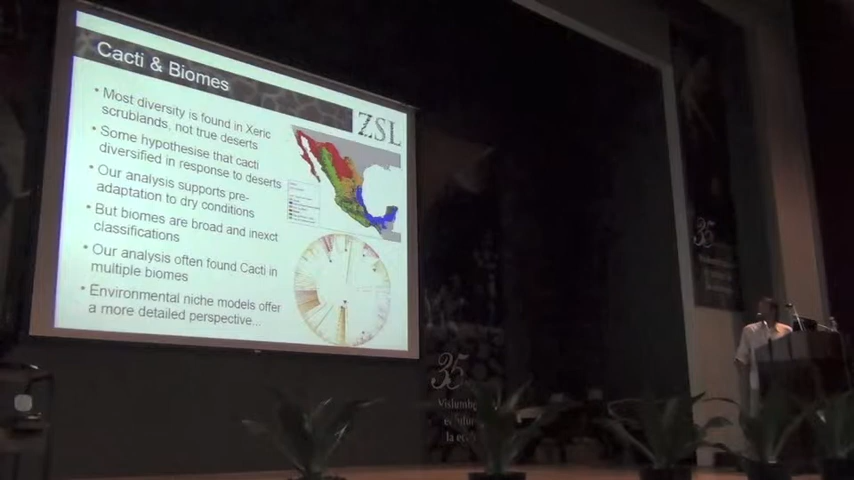 Cacti & Biomes
ZSL
• Most diversity is found in Xeric
scrublands, not true deserts
• Some hypothesise that cacti
diversified in response to deserts
• Our analysis supports pre-
adaptation to dry conditions
• But biomes are broad and inexct
classifications
• Our analysis often found Cacti in
multiple biomes
• Environmental niche models offer
a more detailed perspective...
35
35